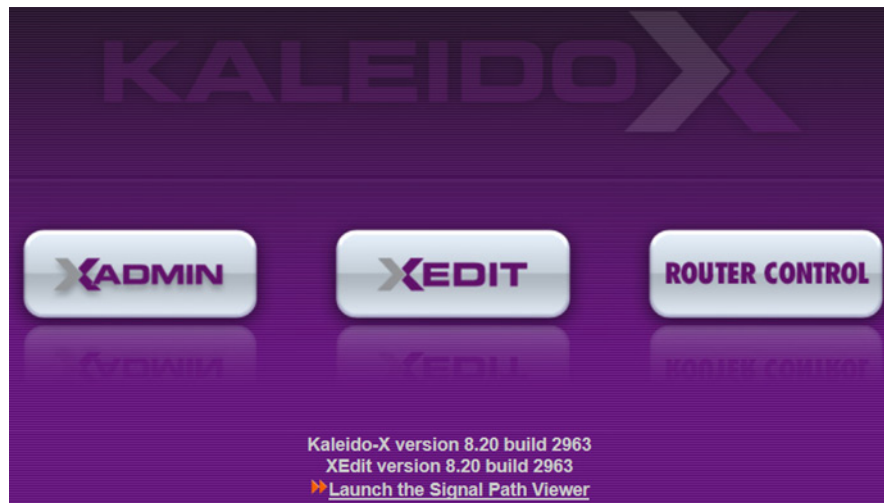 KALEIDOX
XADMIN
XEDIT
ROUTER CONTROL
Kaleido-X version 8.20 build 2963
XEdit version 8.20 build 2963
Launch the Signal Path Viewer